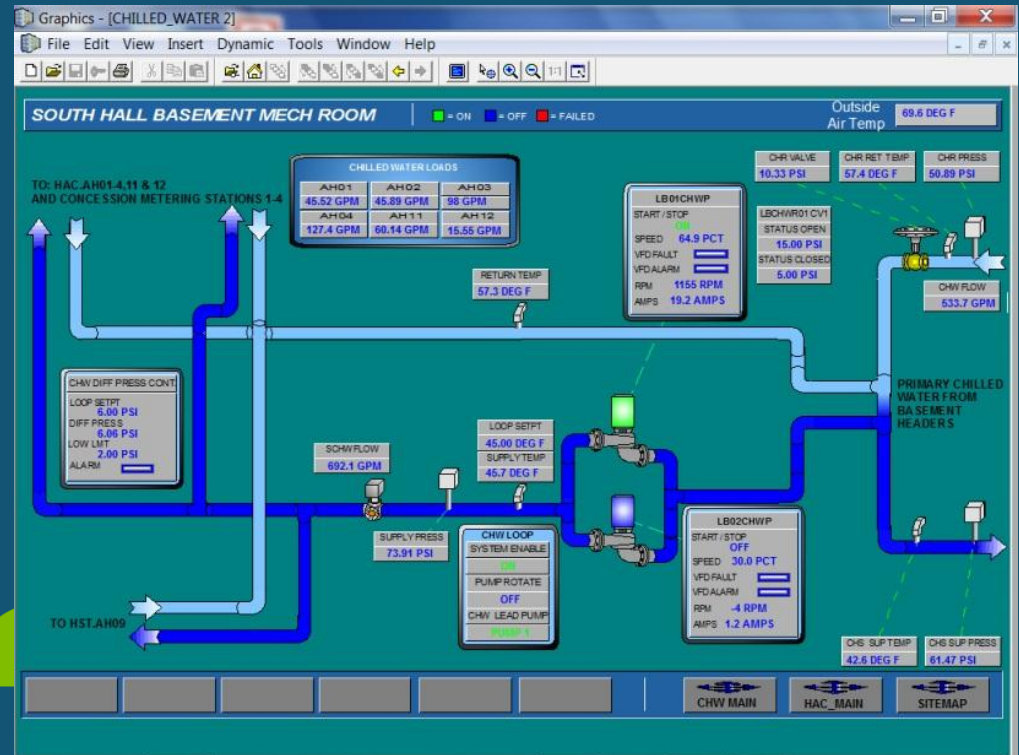 Graphics - [CHILLED_WATER 2]
File Edit View Insert Dynamic Tools Window Help
1:1
SOUTH HALL BASEMENT MECH ROOM
= ON = OFF = FAILED
Outside
Air Temp
69.6 DEG F
TO: HAC.AH01-4,11 & 12
AND CONCESSION METERING STATIONS 1-4
CHILLED WATER LOADS
AH01 AH02 AH03
45.52 GPM 45.89 GPM 98 GPM
AH04 AH11 AH12
127.4 GPM 60.14 GPM 15.55 GPM
CHR VALVE
10.33 PSI
CHR RET TEMP
57.4 DEG F
CHR PRESS
50.89 PSI
LB01CHWP
START / STOP
ON
SPEED 64.9 PCT
VFD FAULT
VFD ALARM
RPM 1155 RPM
AMPS 19.2 AMPS
LBCHWR01 CV1
STATUS OPEN
15.00 PSI
STATUS CLOSED
5.00 PSI
RETURN TEMP
57.3 DEG F
CHW FLOW
533.7 GPM
CHW DIFF PRESS CONT.
LOOP SETPT
6.00 PSI
DIFF PRESS
6.06 PSI
LOW LMT
2.00 PSI
ALARM
PRIMARY CHILLED
WATER FROM
BASEMENT
HEADERS
SCHW FLOW
692.1 GPM
LOOP SETPT
45.00 DEG F
SUPPLY TEMP
45.7 DEG F
SUPPLY PRESS
73.91 PSI
CHW LOOP
SYSTEM ENABLE
ON
PUMP ROTATE
OFF
CHW LEAD PUMP
PUMP 1
LB02CHWP
START / STOP
OFF
SPEED 30.0 PCT
VFD FAULT
VFD ALARM
RPM -4 RPM
AMPS 1.2 AMPS
TO HST.AH09
CHS SUP TEMP
42.6 DEG F
CHS SUP PRESS
61.47 PSI
CHW MAIN
HAC_MAIN
SITEMAP